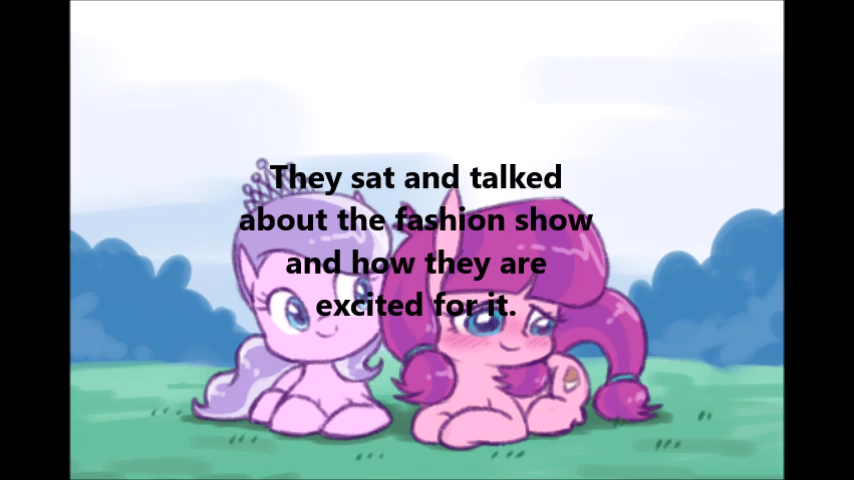 They sat and talked
about the fashion show
and how they are
excited for it.